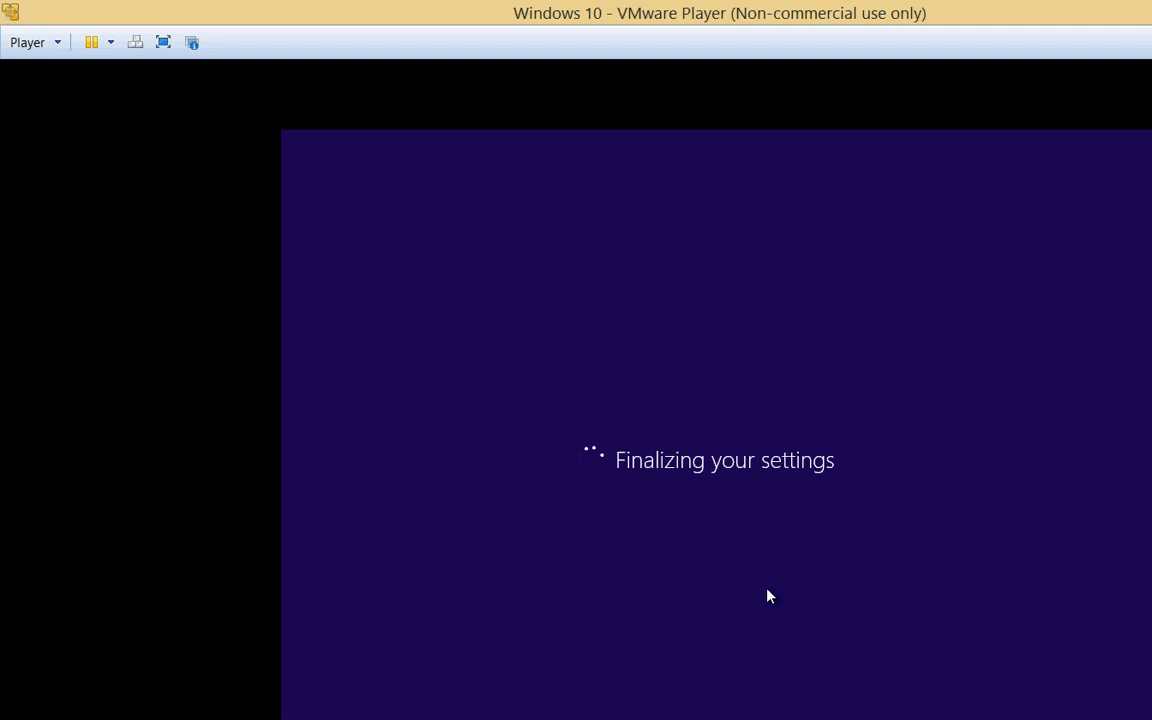 Windows 10 - VMware Player (Non-commercial use only)
Player
Finalizing your settings